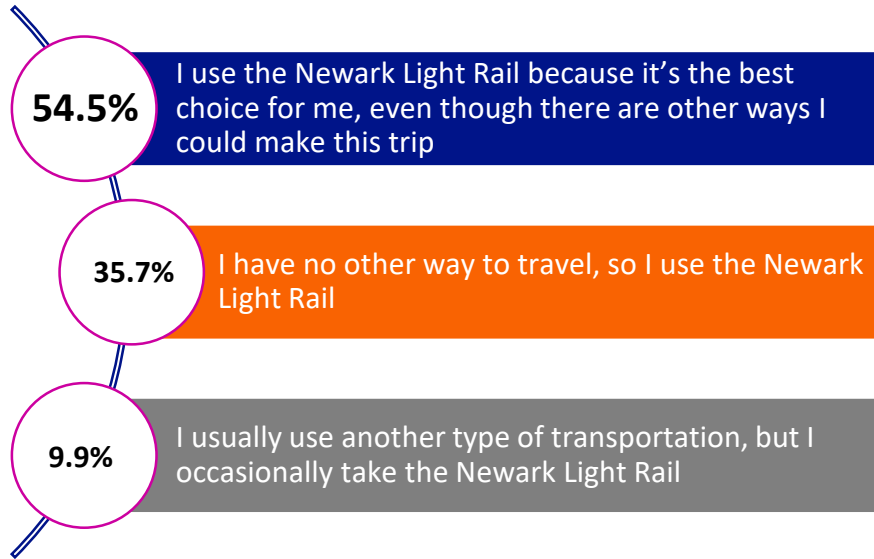 54.5%
I use the Newark Light Rail because it’s the best
choice for me, even though there are other ways I
could make this trip
35.7%
I have no other way to travel, so I use the Newark
Light Rail
9.9%
I usually use another type of transportation, but I
occasionally take the Newark Light Rail